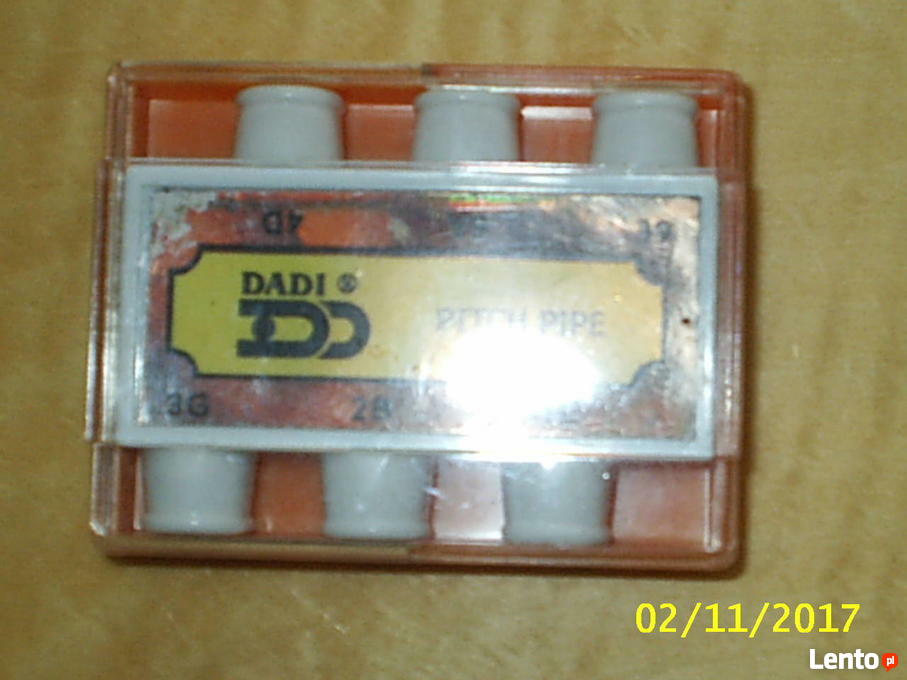 4D
DADI ®
PITCH PIPE
3G 2B
02/11/2017
Lento pl